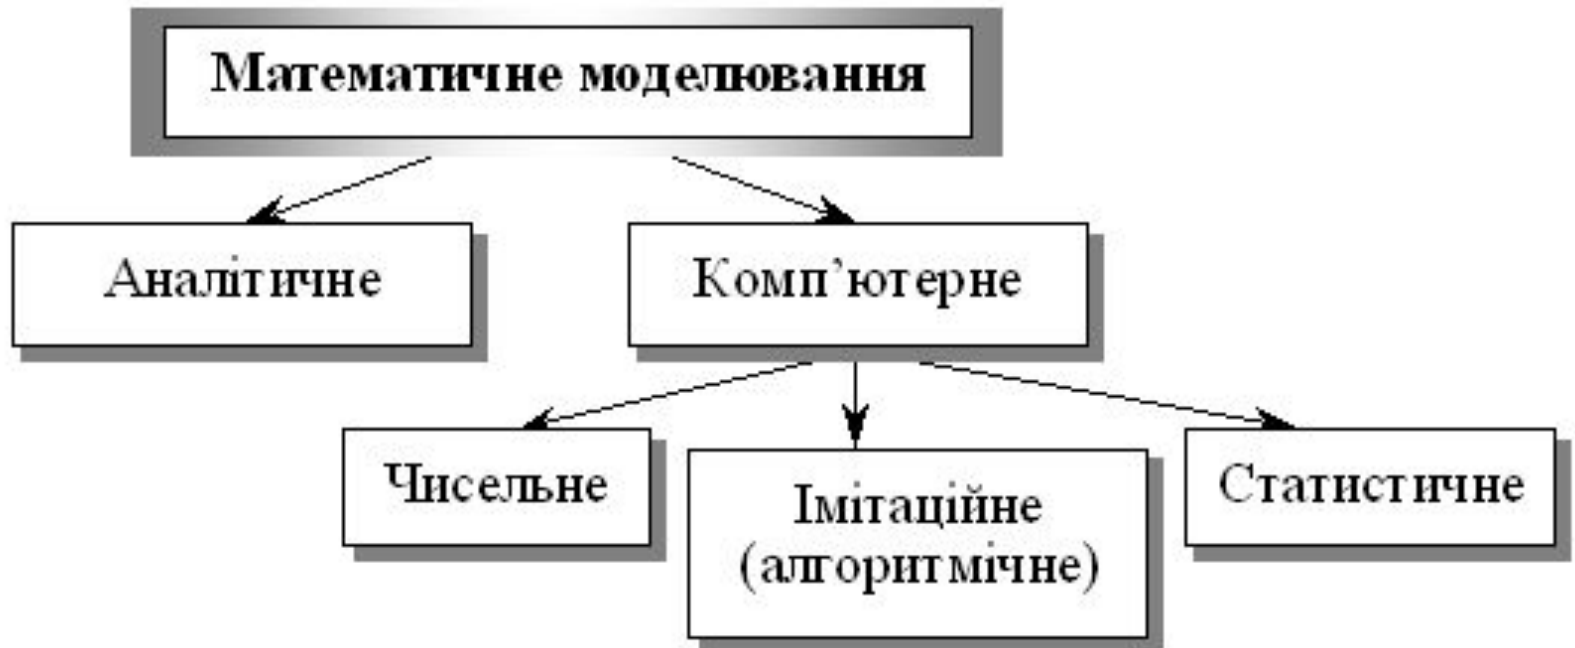 Математичне моделювання
Аналітичне
Комп’ютерне
Чисельне
Імітаційне
(алгоритмічне)
Статистичне